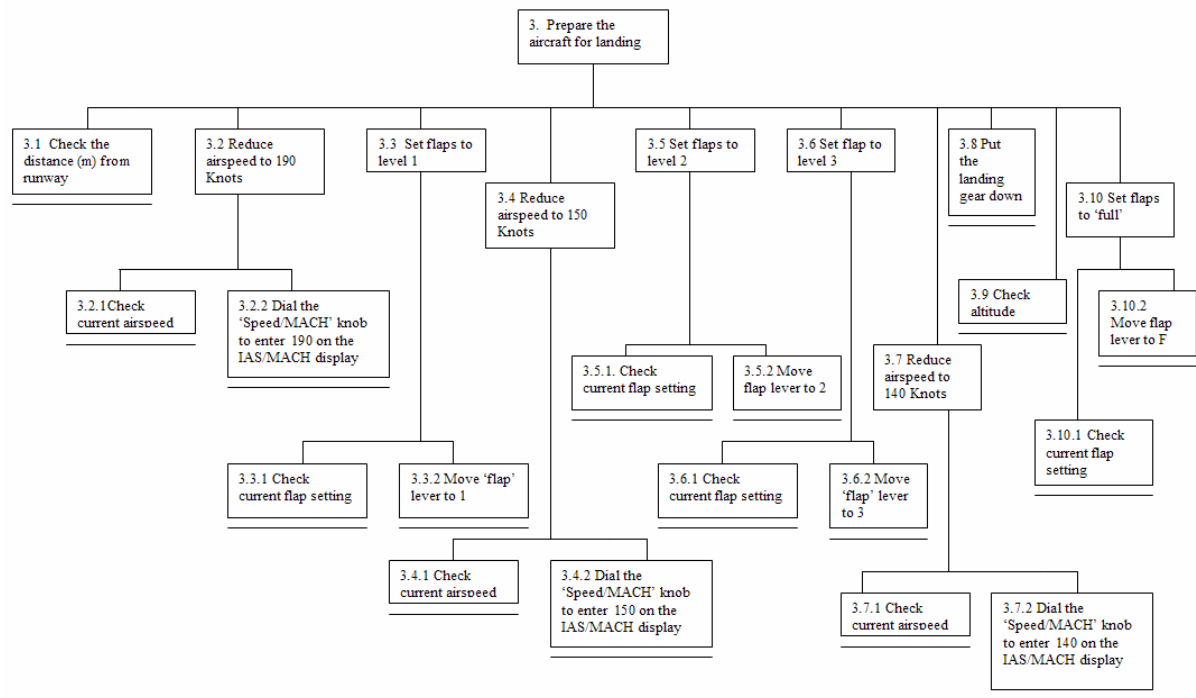 3.  Prepare the
aircraft for landing
3.1  Check the
distance (m) from
runway
3.2 Reduce
airspeed to 190
Knots
3.3  Set flaps to
level 1
3.4 Reduce
airspeed to 150
Knots
3.5 Set flaps to
level 2
3.6 Set flap to
level 3
3.7 Reduce
airspeed to
140 Knots
3.8 Put
the
landing
gear down
3.9 Check
altitude
3.10 Set flaps
to ‘full’
3.2.1Check
current airspeed
3.2.2 Dial the
‘Speed/MACH’ knob
to enter 190 on the
IAS/MACH display
3.3.1 Check
current flap setting
3.3.2 Move ‘flap’
lever to 1
3.4.1 Check
current airspeed
3.4.2 Dial the
‘Speed/MACH’ knob
to enter 150 on the
IAS/MACH display
3.5.1. Check
current flap setting
3.5.2 Move
flap lever to 2
3.6.1 Check
current flap setting
3.6.2 Move
‘flap’ lever
to 3
3.7.1 Check
current airspeed
3.7.2 Dial the
‘Speed/MACH’ knob
to enter 140 on the
IAS/MACH display
3.10.1 Check
current flap
setting
3.10.2
Move flap
lever to F